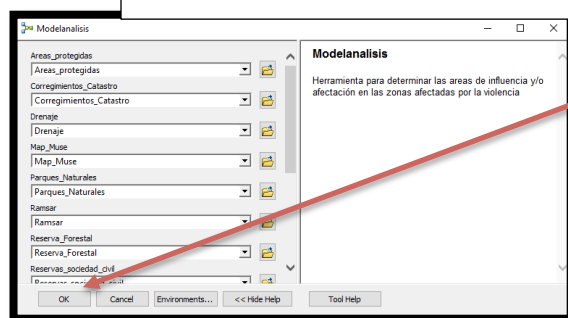 Modelanalisis
Areas_protegidas
Areas_protegidas
Corregimientos_Catastro
Corregimientos_Catastro
Drenaje
Drenaje
Map_Muse
Map_Muse
Parques_Naturales
Parques_Naturales
Ramsar
Ramsar
Reserva_Forestal
Reserva_Forestal
Reservas_sociedad_civil
Reservas_sociedad_civil
Modelanalisis
Herramienta para determinar las areas de influencia y/o
afectación en las zonas afectadas por la violencia
OK Cancel Environments... << Hide Help Tool Help